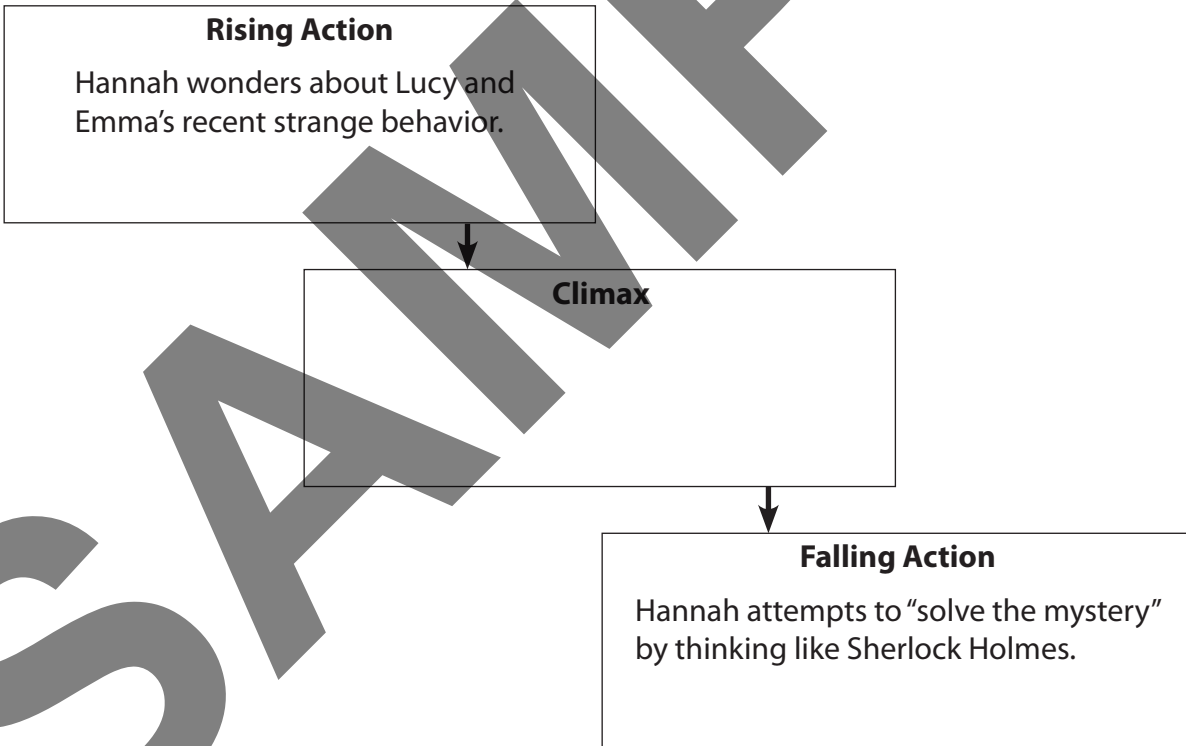 Rising Action
Hannah wonders about Lucy and
Emma’s recent strange behavior.
Climax
Falling Action
Hannah attempts to “solve the mystery”
by thinking like Sherlock Holmes.
SAMP